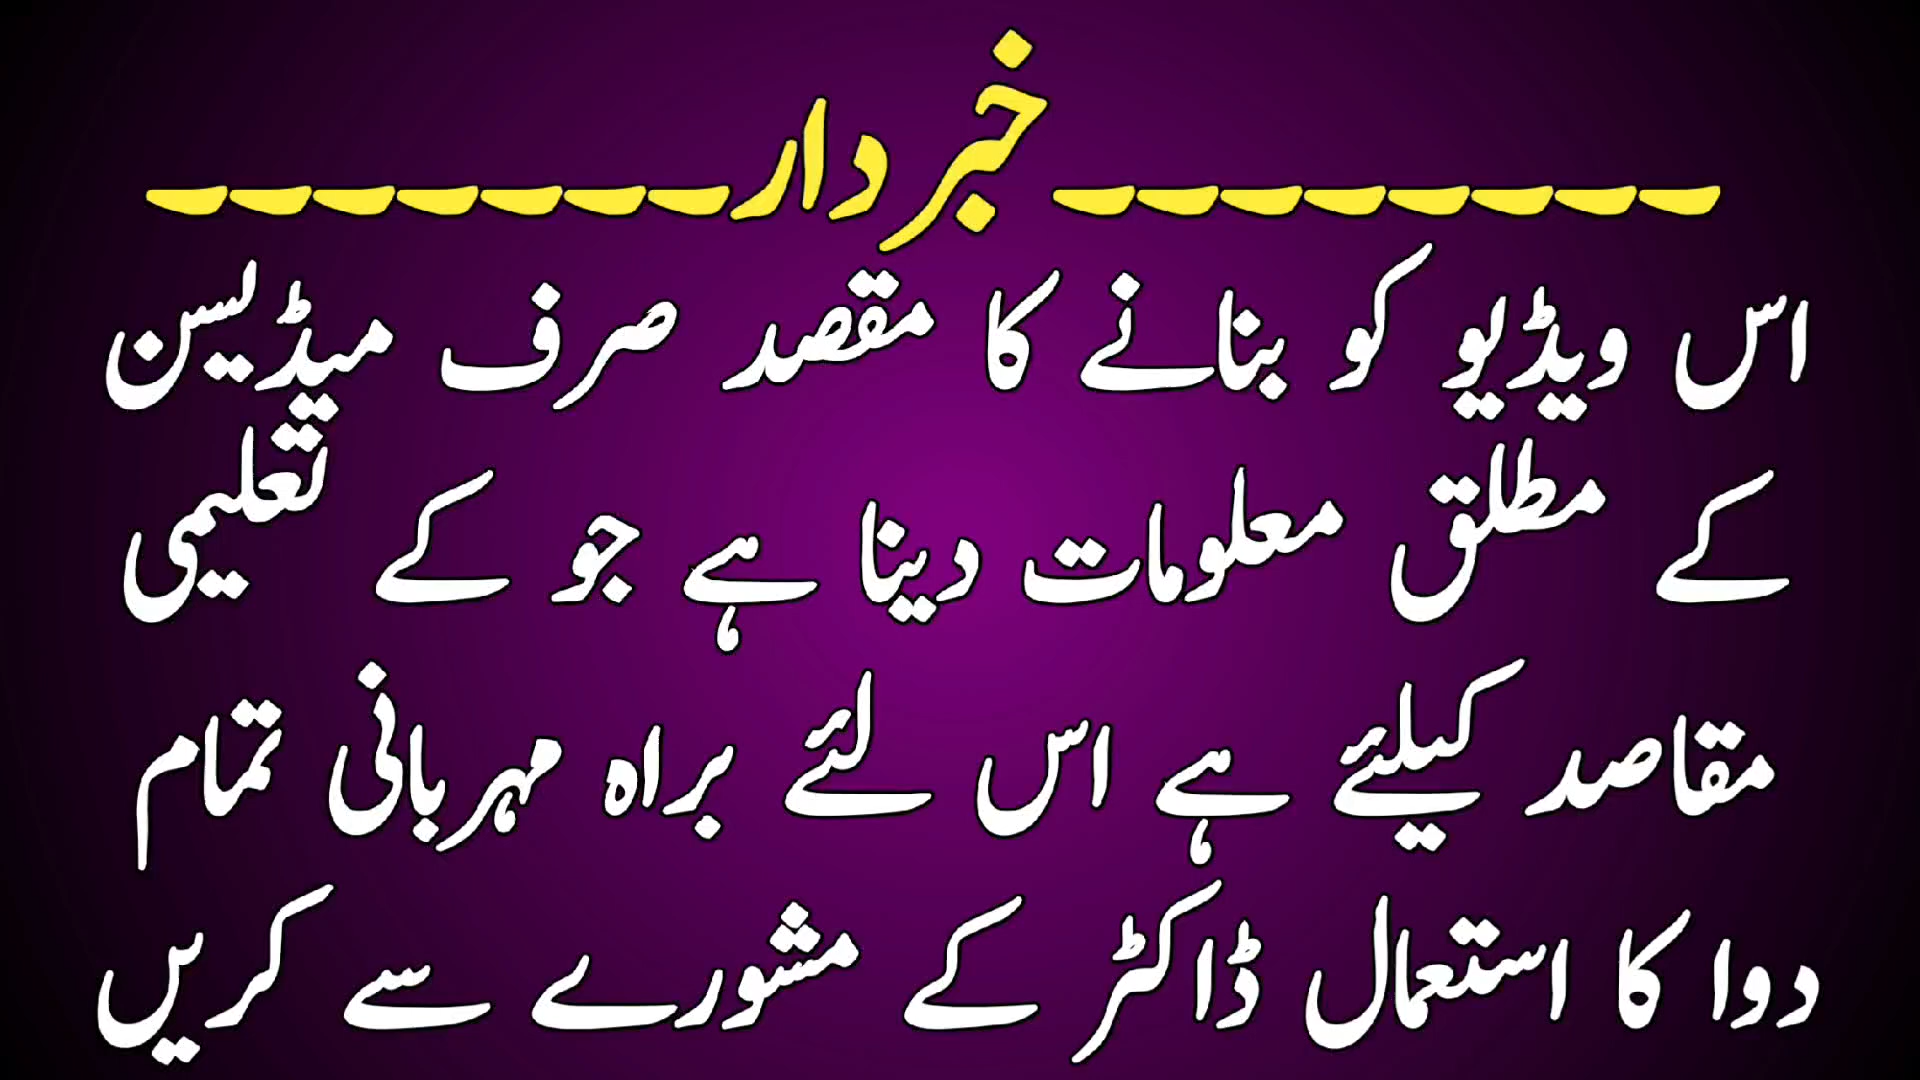 ۔۔۔۔۔۔۔۔خبردار۔۔۔۔۔۔۔
اس ویڈیو کو بنانے کا مقصد صرف میڈیسن
کے مطلق معلومات دینا ہے جو کے تعلیمی
مقاصد کیلئے ہے اس لئے براہ مہربانی تمام
دوا کا استعمال ڈاکٹر کے مشورے سے کریں